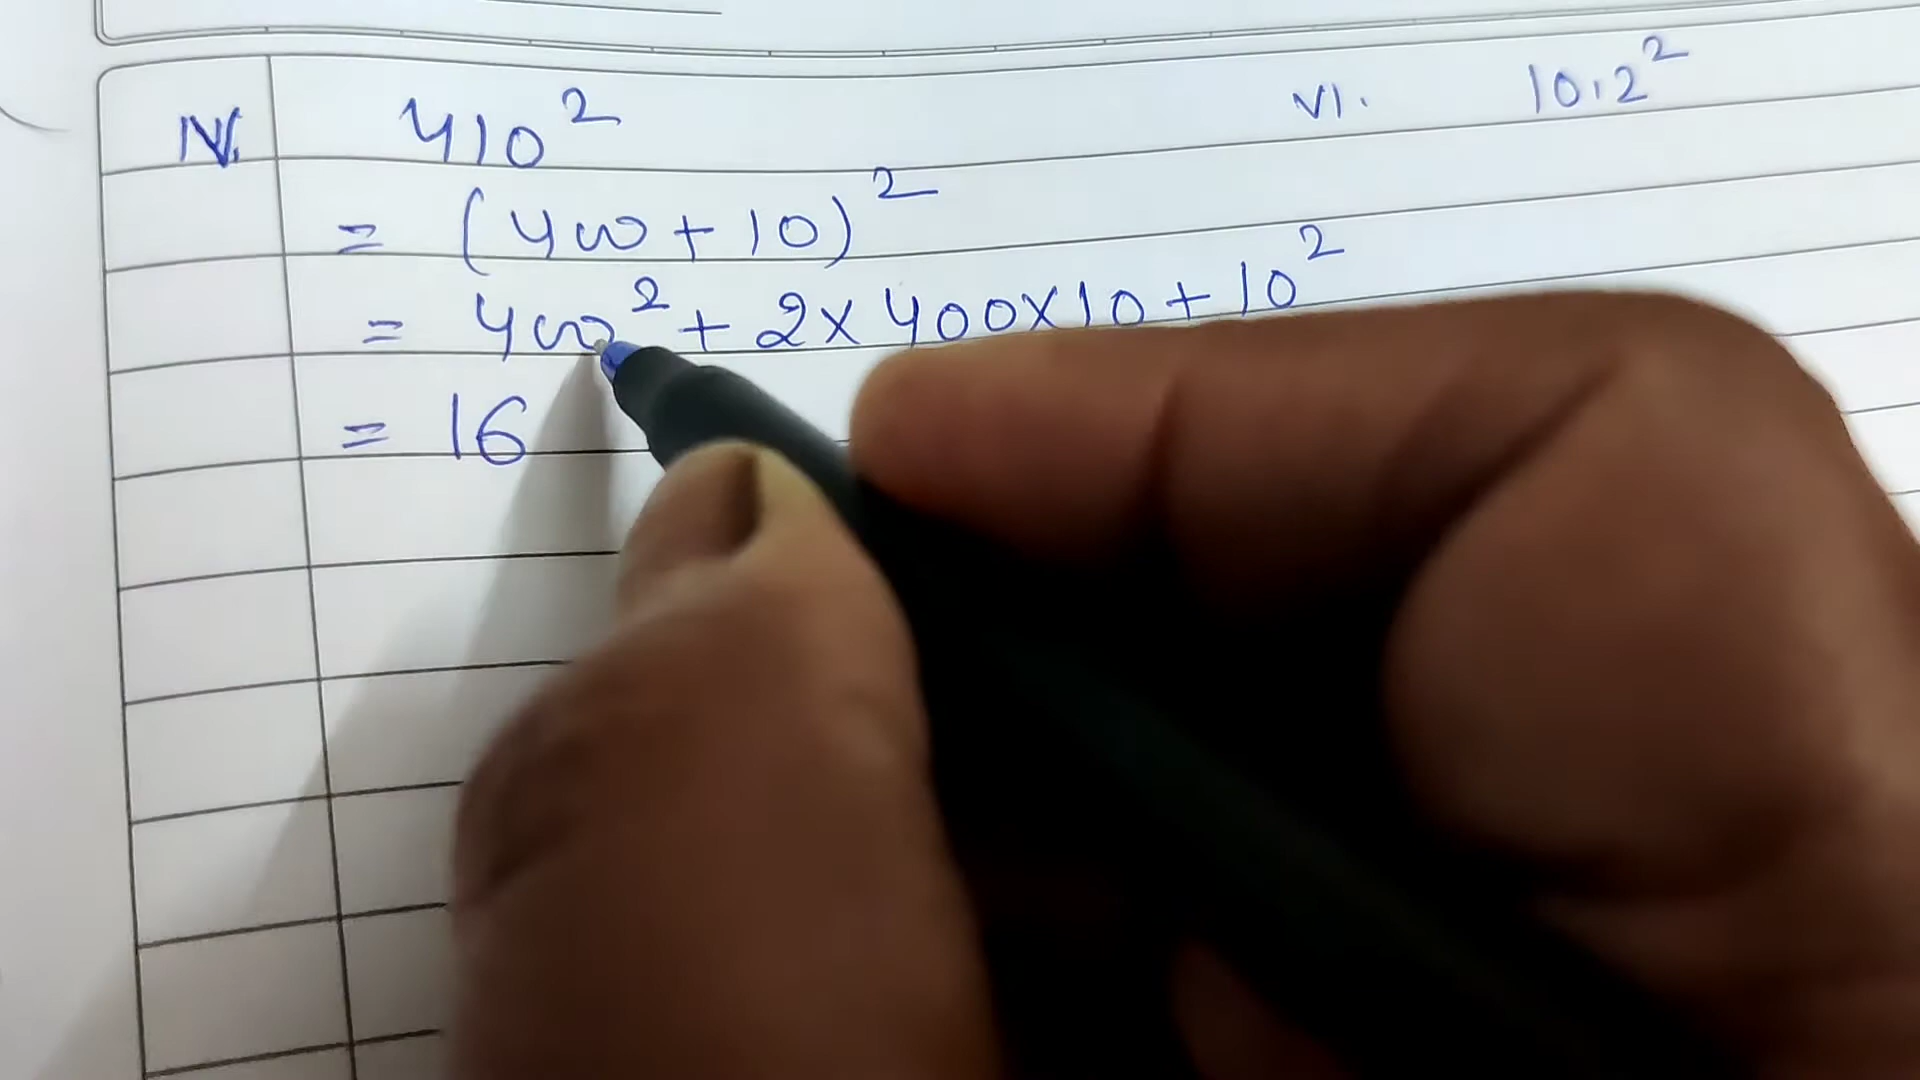 IV. 410² VI. 10.2²
= (400+10)²
= 400² + 2×400×10+10²
= 16